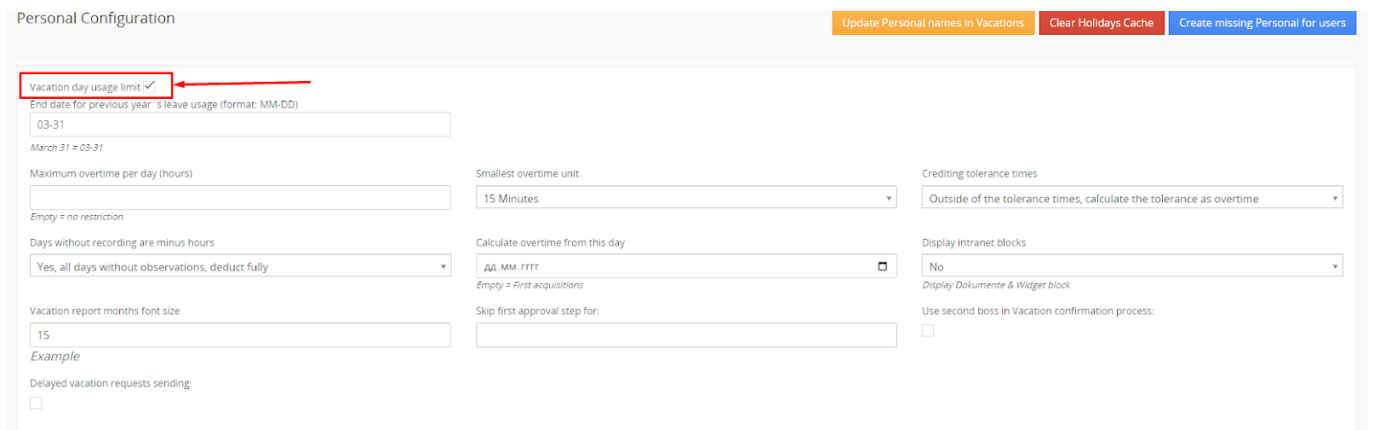 Personal Configuration
Update Personal names in Vacations
Clear Holidays Cache
Create missing Personal for users
Vacation day usage limit
End date for previous year`s leave usage (format: MM-DD)
03-31
March 31 = 03-31
Maximum overtime per day (hours)
Smallest overtime unit
Crediting tolerance times
15 Minutes
Outside of the tolerance times, calculate the tolerance as overtime
Empty = no restriction
Days without recording are minus hours
Calculate overtime from this day
Display intranet blocks
Yes, all days without observations, deduct fully
дд.мм.гггг
No
Empty = First acquisitions
Display Dokumente & Widget block
Vacation report months font size
Skip first approval step for:
Use second boss in Vacation confirmation process:
15
Example
Delayed vacation requests sending: